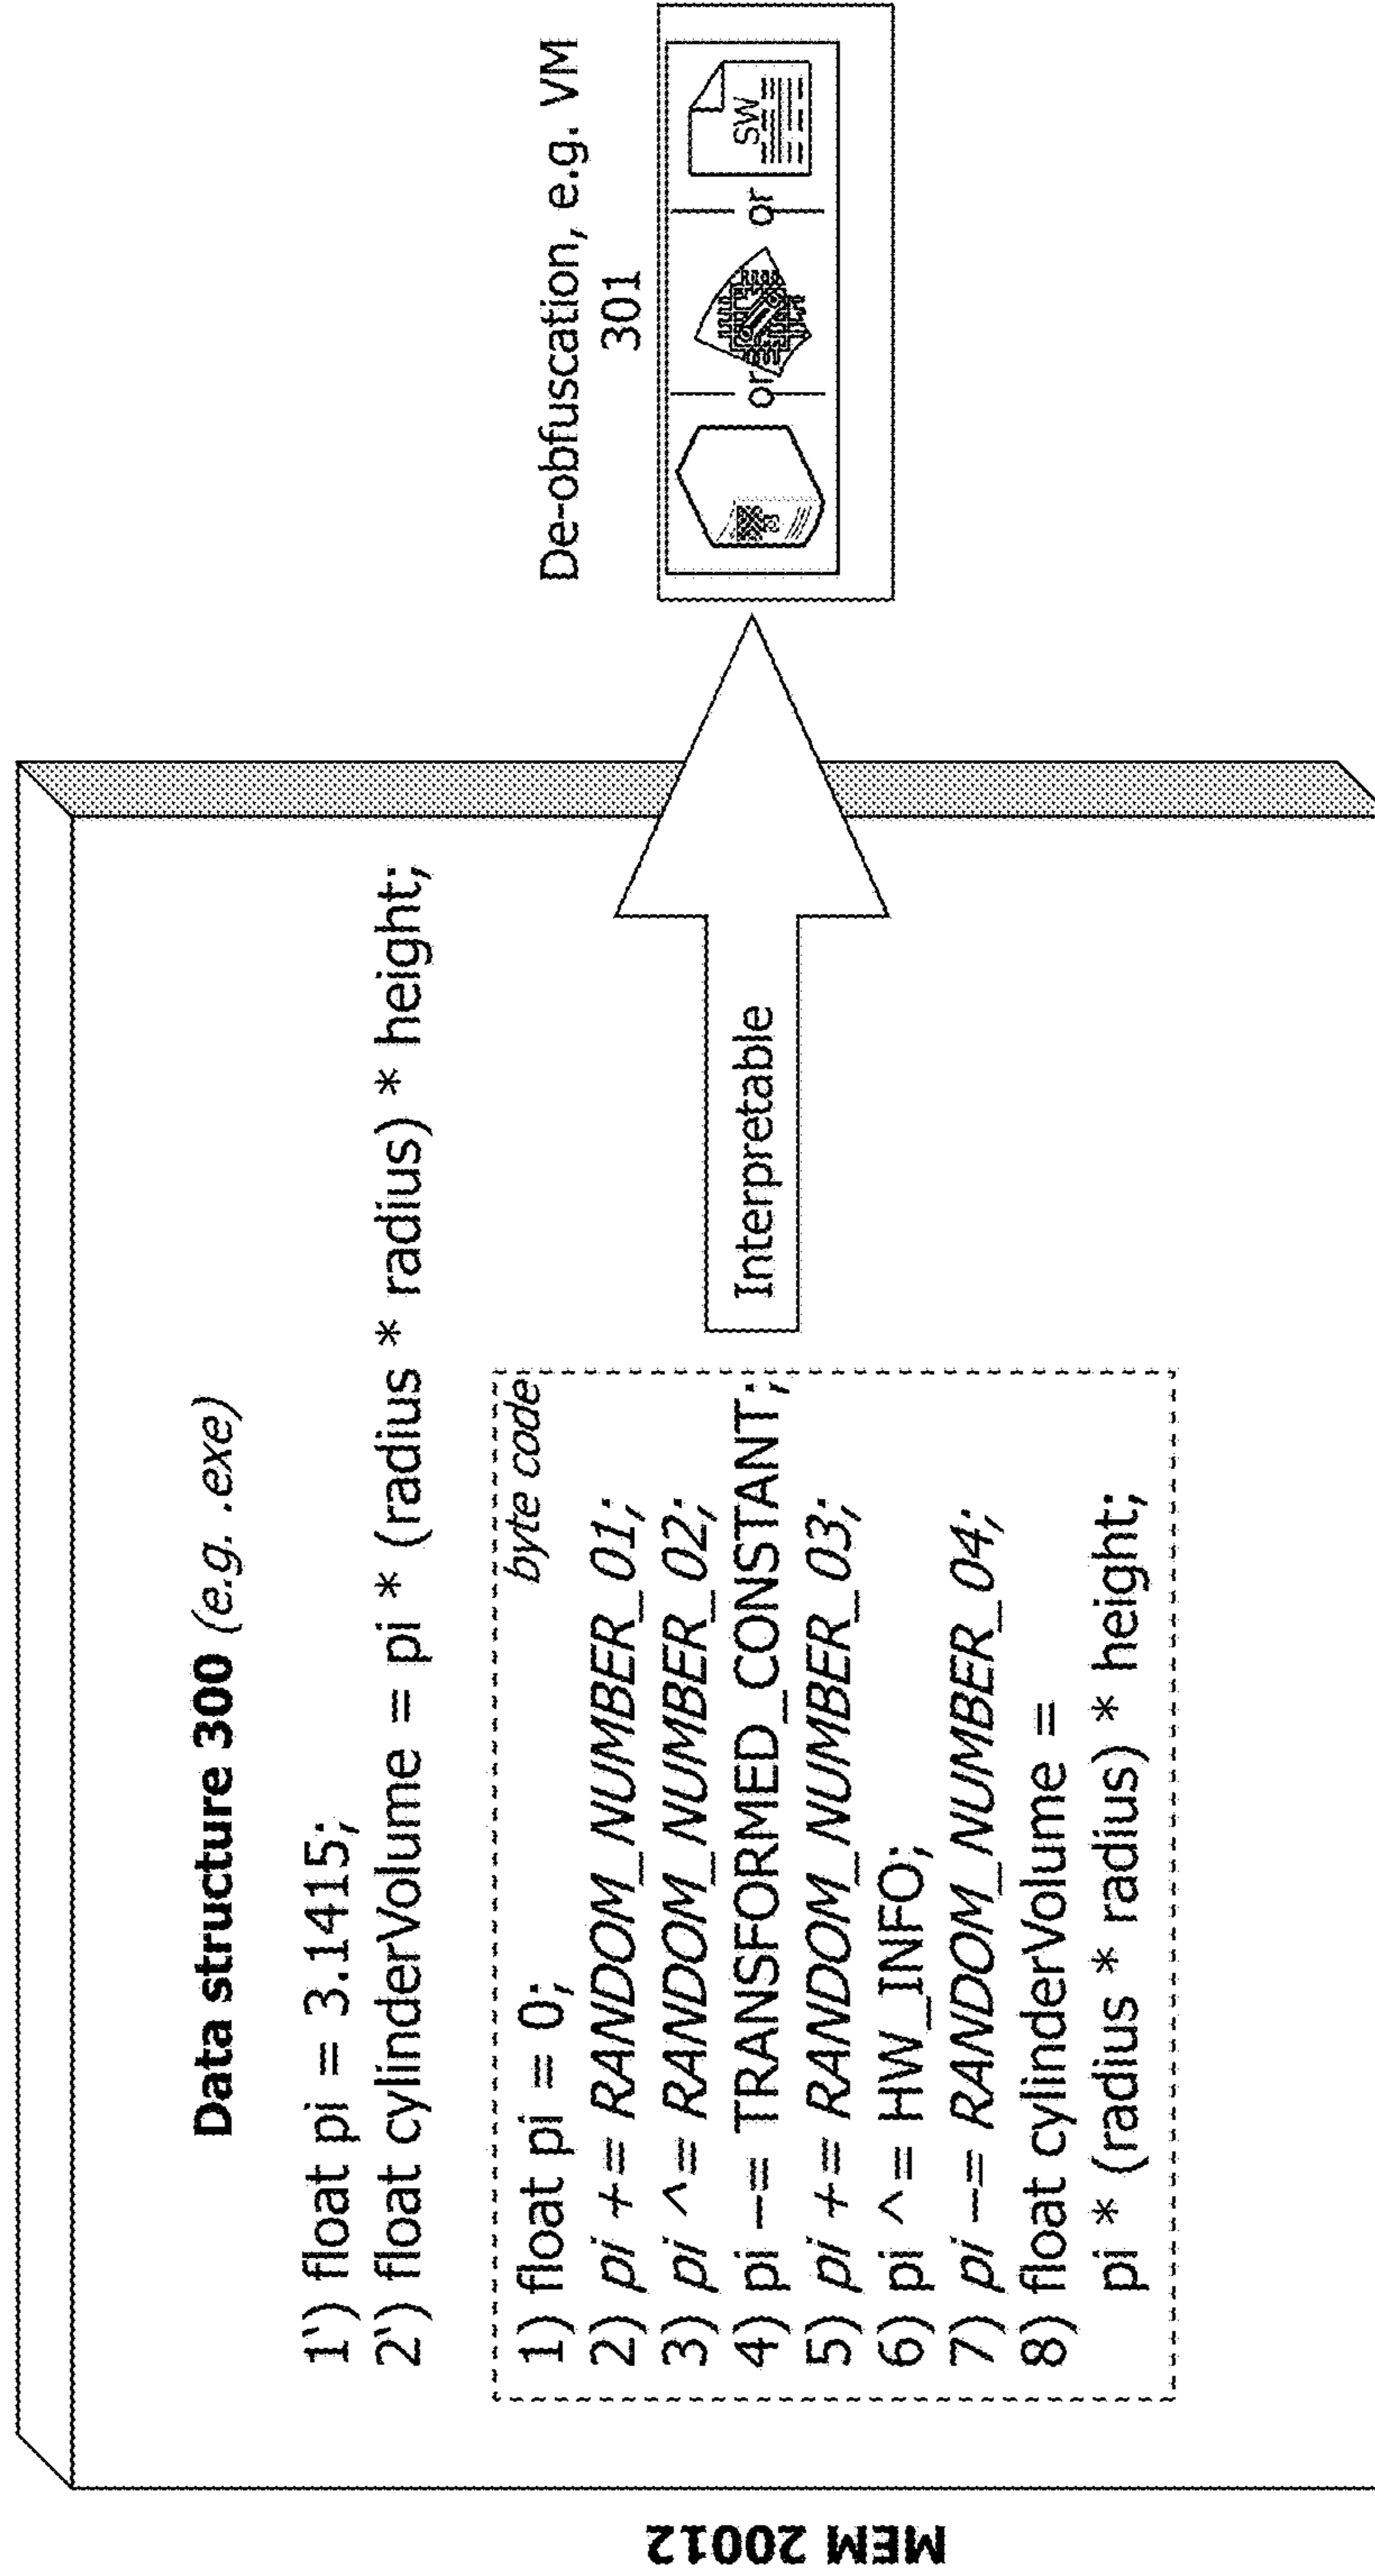 MEM 20012
Data structure 300 (e.g. .exe)
1') float pi = 3.1415;
2') float cylinderVolume = pi * (radius * radius) * height;
byte code
1) float pi = 0;
2) pi += RANDOM_NUMBER_01;
3) pi ^= RANDOM_NUMBER_02;
4) pi -= TRANSFORMED_CONSTANT;
5) pi += RANDOM_NUMBER_03;
6) pi ^= HW_INFO;
7) pi -= RANDOM_NUMBER_04;
8) float cylinderVolume =
pi * (radius * radius) * height;
Interpretable
De-obfuscation, e.g. VM
301
or
or
SW